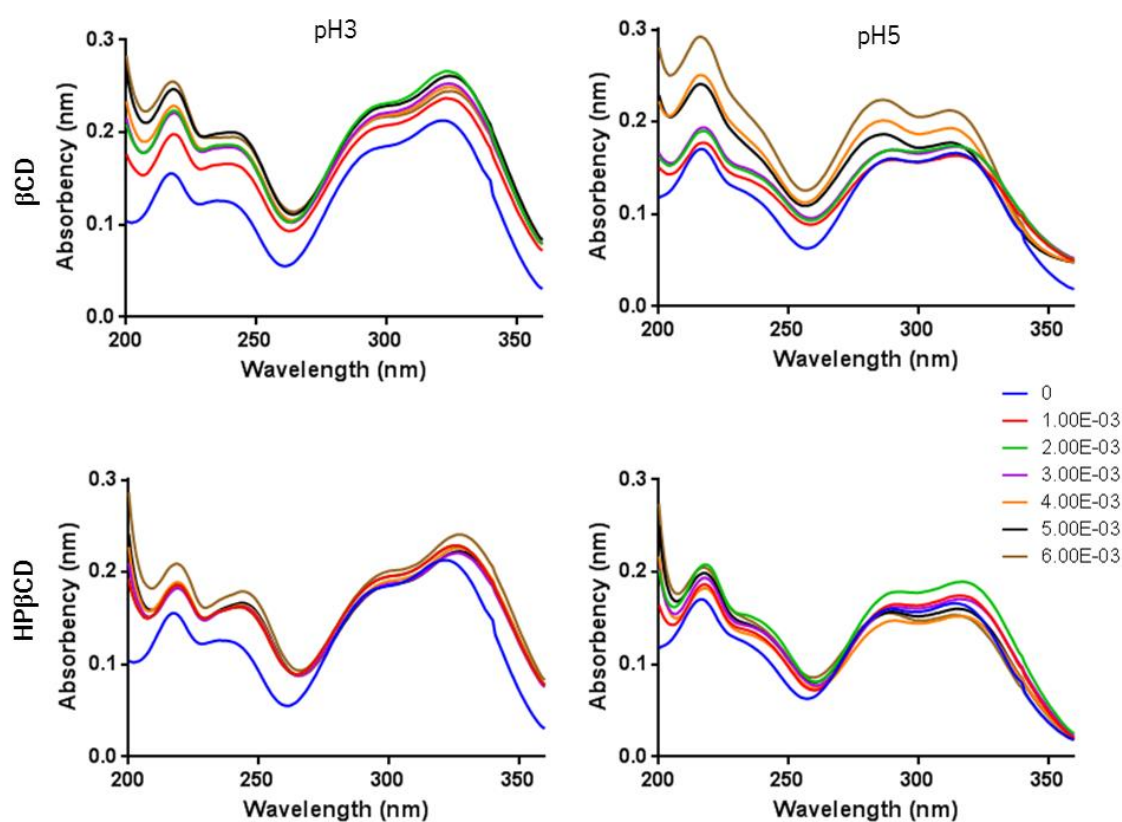 pH3
pH5
βCD
Absorbency (nm)
0.3
0.2
0.1
0.0
200 250 300 350
Wavelength (nm)
Absorbency (nm)
0.3
0.2
0.1
0.0
200 250 300 350
Wavelength (nm)
0
1.00E-03
2.00E-03
3.00E-03
4.00E-03
5.00E-03
6.00E-03
HPβCD
Absorbency (nm)
0.3
0.2
0.1
0.0
200 250 300 350
Wavelength (nm)
Absorbency (nm)
0.3
0.2
0.1
0.0
200 250 300 350
Wavelength (nm)